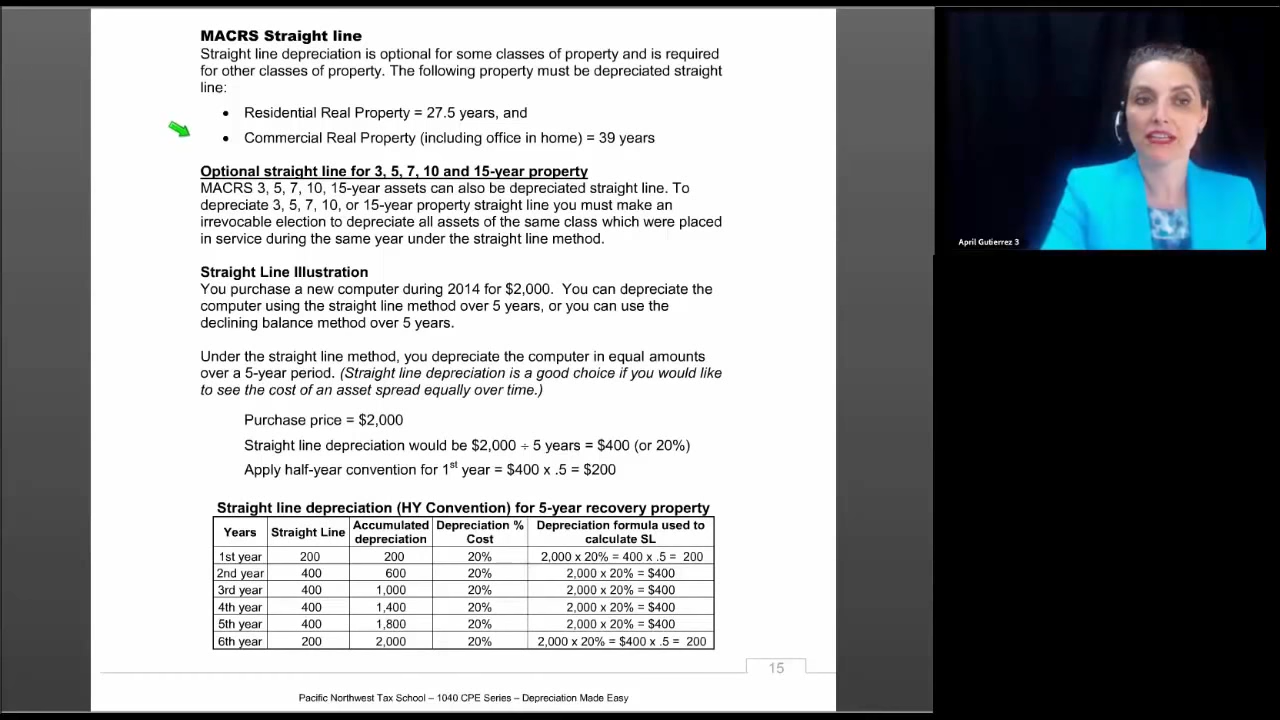 MACRS Straight line
Straight line depreciation is optional for some classes of property and is required
for other classes of property. The following property must be depreciated straight
line:
• Residential Real Property = 27.5 years, and
• Commercial Real Property (including office in home) = 39 years
Optional straight line for 3, 5, 7, 10 and 15-year property
MACRS 3, 5, 7, 10, 15-year assets can also be depreciated straight line. To
depreciate 3, 5, 7, 10, or 15-year property straight line you must make an
irrevocable election to depreciate all assets of the same class which were placed
in service during the same year under the straight line method.
Straight Line Illustration
You purchase a new computer during 2014 for $2,000. You can depreciate the
computer using the straight line method over 5 years, or you can use the
declining balance method over 5 years.
Under the straight line method, you depreciate the computer in equal amounts
over a 5-year period. (Straight line depreciation is a good choice if you would like
to see the cost of an asset spread equally over time.)
Purchase price = $2,000
Straight line depreciation would be $2,000 ÷ 5 years = $400 (or 20%)
Apply half-year convention for 1st year = $400 x .5 = $200
Straight line depreciation (HY Convention) for 5-year recovery property
Years Straight Line Accumulated depreciation Depreciation % Cost Depreciation formula used to calculate SL
1st year 200 200 20% 2,000 x 20% = 400 x .5 = 200
2nd year 400 600 20% 2,000 x 20% = $400
3rd year 400 1,000 20% 2,000 x 20% = $400
4th year 400 1,400 20% 2,000 x 20% = $400
5th year 400 1,800 20% 2,000 x 20% = $400
6th year 200 2,000 20% 2,000 x 20% = $400 x .5 = 200
15
Pacific Northwest Tax School – 1040 CPE Series – Depreciation Made Easy
April Gutierrez 3